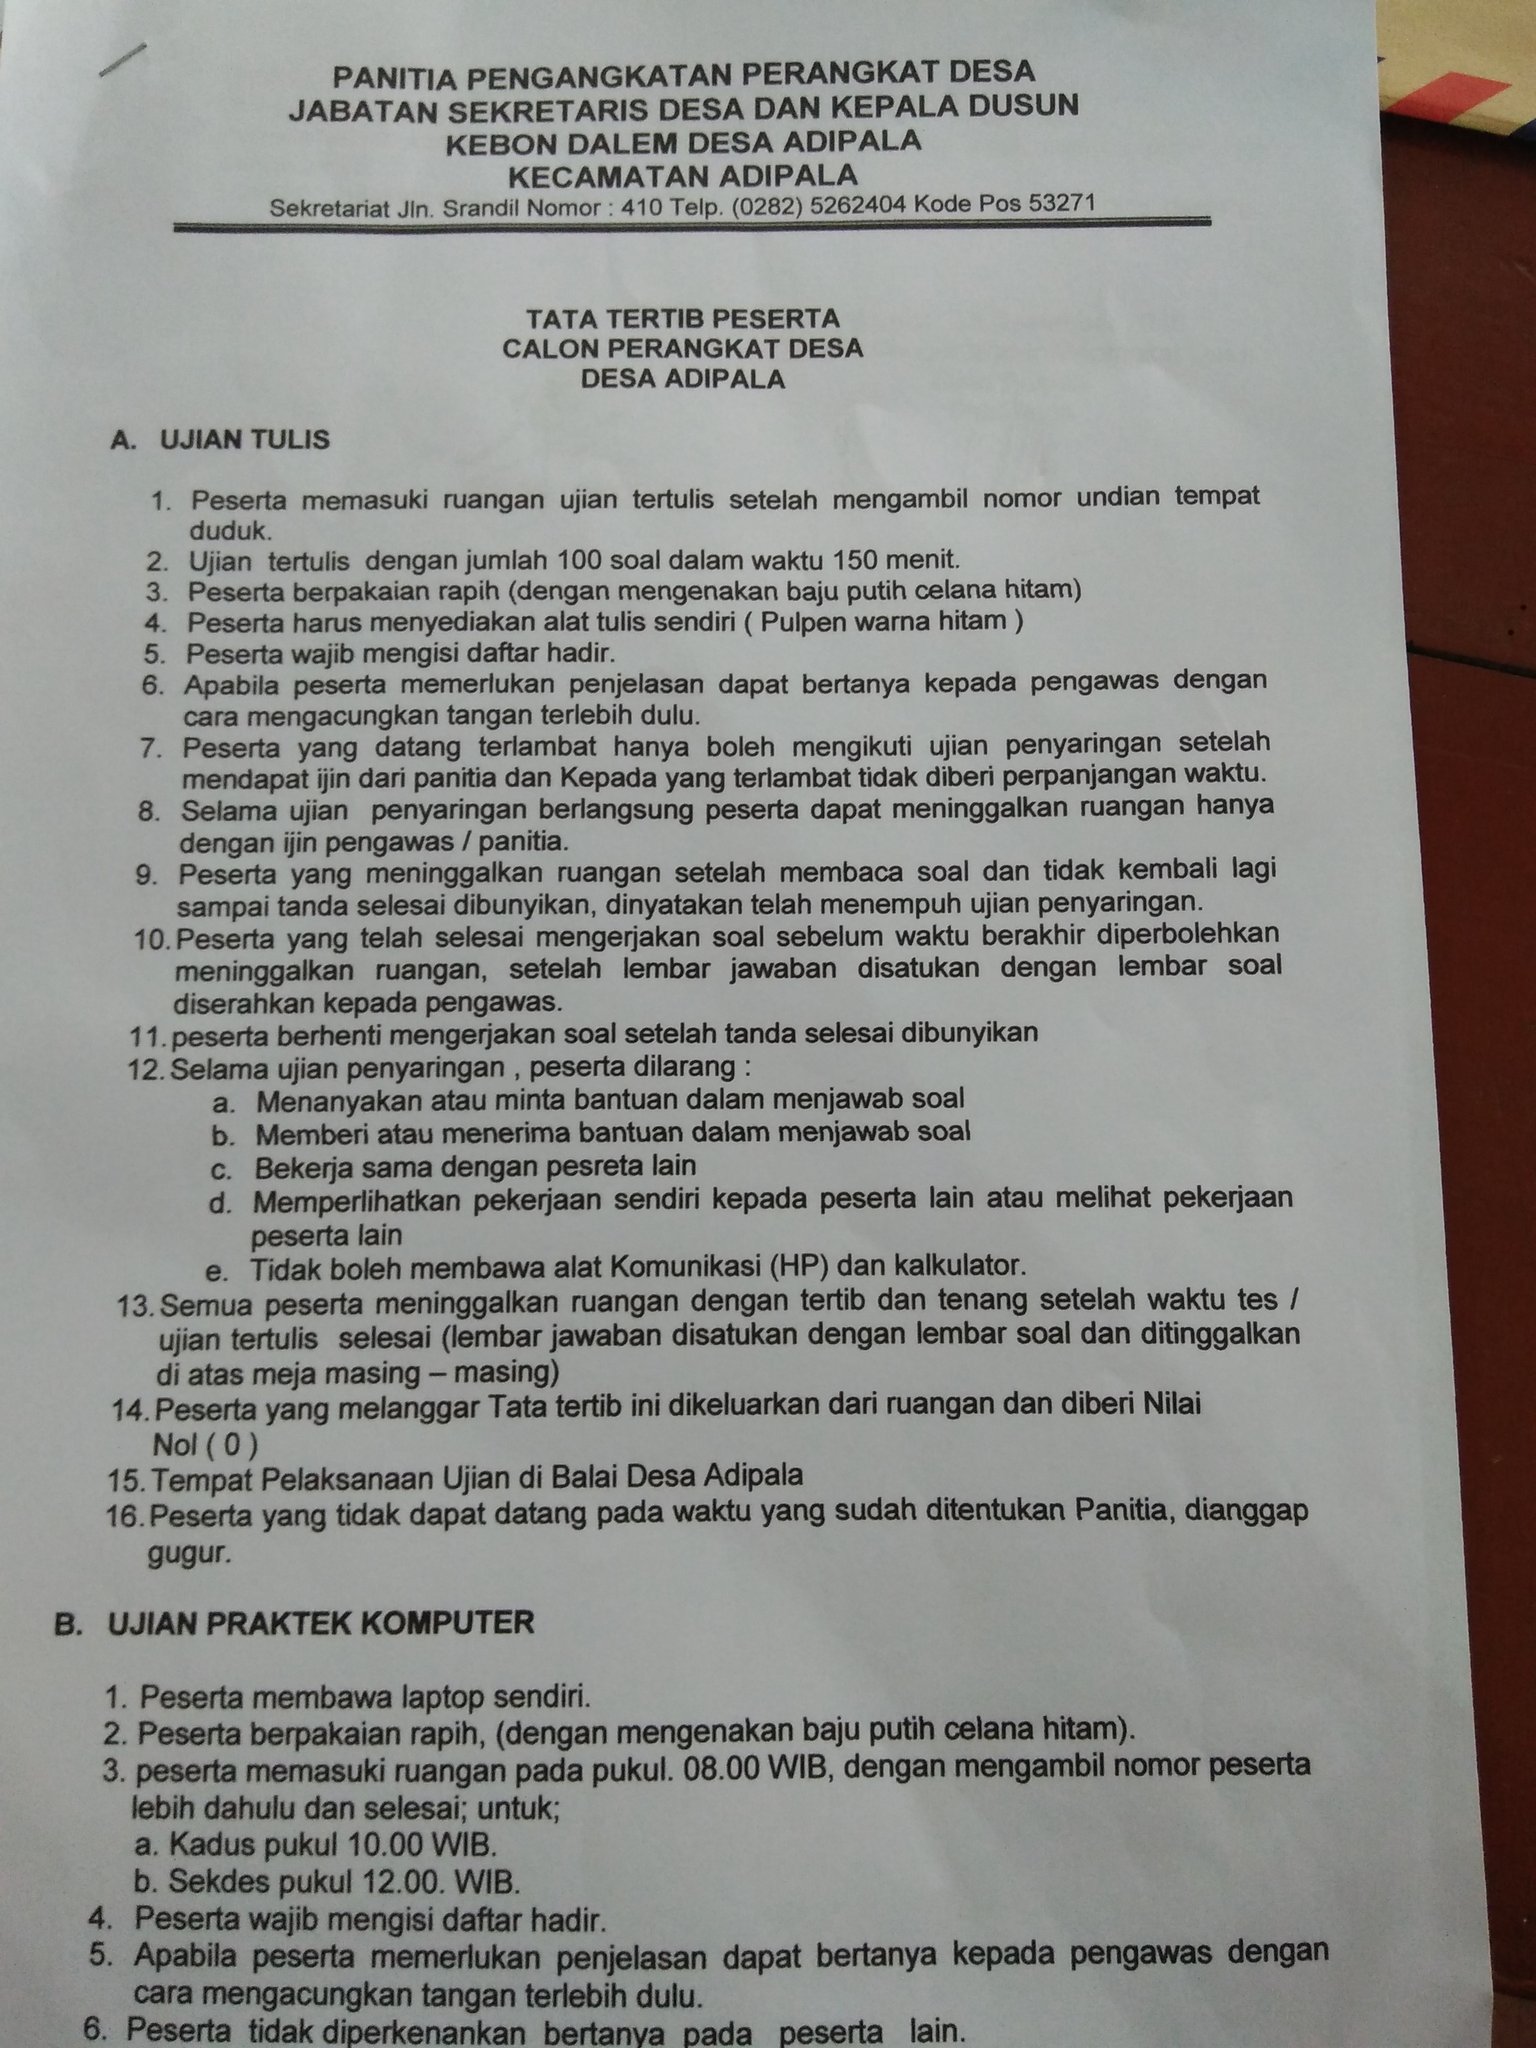 PANITIA PENGANGKATAN PERANGKAT DESA
JABATAN SEKRETARIS DESA DAN KEPALA DUSUN
KEBON DALEM DESA ADIPALA
KECAMATAN ADIPALA
Sekretariat Jln. Srandil Nomor : 410 Telp. (0282) 5262404 Kode Pos 53271
TATA TERTIB PESERTA
CALON PERANGKAT DESA
DESA ADIPALA
A. UJIAN TULIS
1. Peserta memasuki ruangan ujian tertulis setelah mengambil nomor undian tempat
duduk.
2. Ujian tertulis dengan jumlah 100 soal dalam waktu 150 menit.
3. Peserta berpakaian rapih (dengan mengenakan baju putih celana hitam)
4. Peserta harus menyediakan alat tulis sendiri ( Pulpen warna hitam )
5. Peserta wajib mengisi daftar hadir.
6. Apabila peserta memerlukan penjelasan dapat bertanya kepada pengawas dengan
cara mengacungkan tangan terlebih dulu.
7. Peserta yang datang terlambat hanya boleh mengikuti ujian penyaringan setelah
mendapat ijin dari panitia dan Kepada yang terlambat tidak diberi perpanjangan waktu.
8. Selama ujian penyaringan berlangsung peserta dapat meninggalkan ruangan hanya
dengan ijin pengawas / panitia.
9. Peserta yang meninggalkan ruangan setelah membaca soal dan tidak kembali lagi
sampai tanda selesai dibunyikan, dinyatakan telah menempuh ujian penyaringan.
10. Peserta yang telah selesai mengerjakan soal sebelum waktu berakhir diperbolehkan
meninggalkan ruangan, setelah lembar jawaban disatukan dengan lembar soal
diserahkan kepada pengawas.
11. peserta berhenti mengerjakan soal setelah tanda selesai dibunyikan
12. Selama ujian penyaringan , peserta dilarang :
a. Menanyakan atau minta bantuan dalam menjawab soal
b. Memberi atau menerima bantuan dalam menjawab soal
c. Bekerja sama dengan pesreta lain
d. Memperlihatkan pekerjaan sendiri kepada peserta lain atau melihat pekerjaan
peserta lain
e. Tidak boleh membawa alat Komunikasi (HP) dan kalkulator.
13. Semua peserta meninggalkan ruangan dengan tertib dan tenang setelah waktu tes /
ujian tertulis selesai (lembar jawaban disatukan dengan lembar soal dan ditinggalkan
di atas meja masing – masing)
14. Peserta yang melanggar Tata tertib ini dikeluarkan dari ruangan dan diberi Nilai
Nol ( 0 )
15. Tempat Pelaksanaan Ujian di Balai Desa Adipala
16. Peserta yang tidak dapat datang pada waktu yang sudah ditentukan Panitia, dianggap
gugur.
B. UJIAN PRAKTEK KOMPUTER
1. Peserta membawa laptop sendiri.
2. Peserta berpakaian rapih, (dengan mengenakan baju putih celana hitam).
3. peserta memasuki ruangan pada pukul. 08.00 WIB, dengan mengambil nomor peserta
lebih dahulu dan selesai; untuk;
a. Kadus pukul 10.00 WIB.
b. Sekdes pukul 12.00. WIB.
4. Peserta wajib mengisi daftar hadir.
5. Apabila peserta memerlukan penjelasan dapat bertanya kepada pengawas dengan
cara mengacungkan tangan terlebih dulu.
6. Peserta tidak diperkenankan bertanya pada peserta lain.